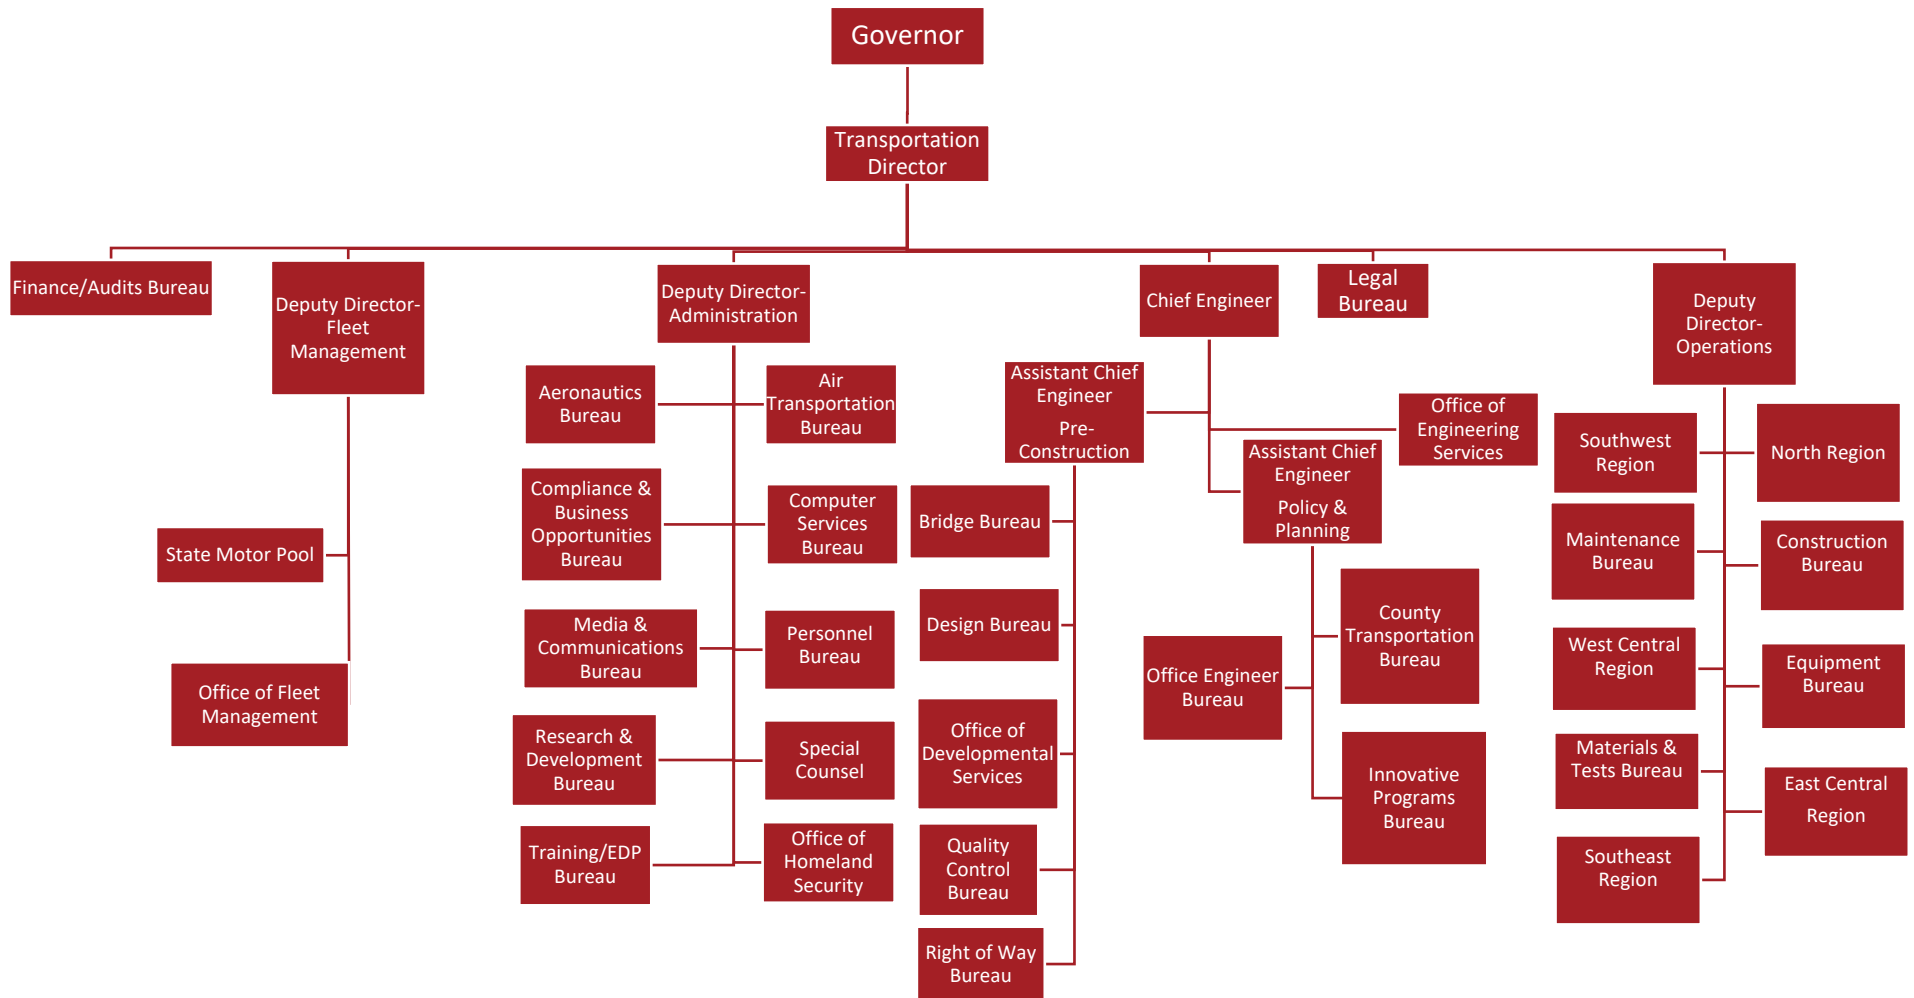 Governor
Transportation
Director
Finance/Audits Bureau
Deputy Director-
Fleet
Management
Deputy Director-
Administration
Chief Engineer
Legal
Bureau
Deputy
Director-
Operations
Aeronautics
Bureau
Air
Transportation
Bureau
Compliance &
Business
Opportunities
Bureau
Computer
Services
Bureau
Media &
Communications
Bureau
Personnel
Bureau
Research &
Development
Bureau
Special
Counsel
Training/EDP
Bureau
Office of
Homeland
Security
State Motor Pool
Office of Fleet
Management
Assistant Chief
Engineer
Pre-
Construction
Bridge Bureau
Design Bureau
Office of
Developmental
Services
Quality
Control
Bureau
Right of Way
Bureau
Office of
Engineering
Services
Assistant Chief
Engineer
Policy &
Planning
County
Transportation
Bureau
Office Engineer
Bureau
Innovative
Programs
Bureau
Southwest
Region
North Region
Maintenance
Bureau
Construction
Bureau
West Central
Region
Equipment
Bureau
Materials &
Tests Bureau
East Central
Region
Southeast
Region